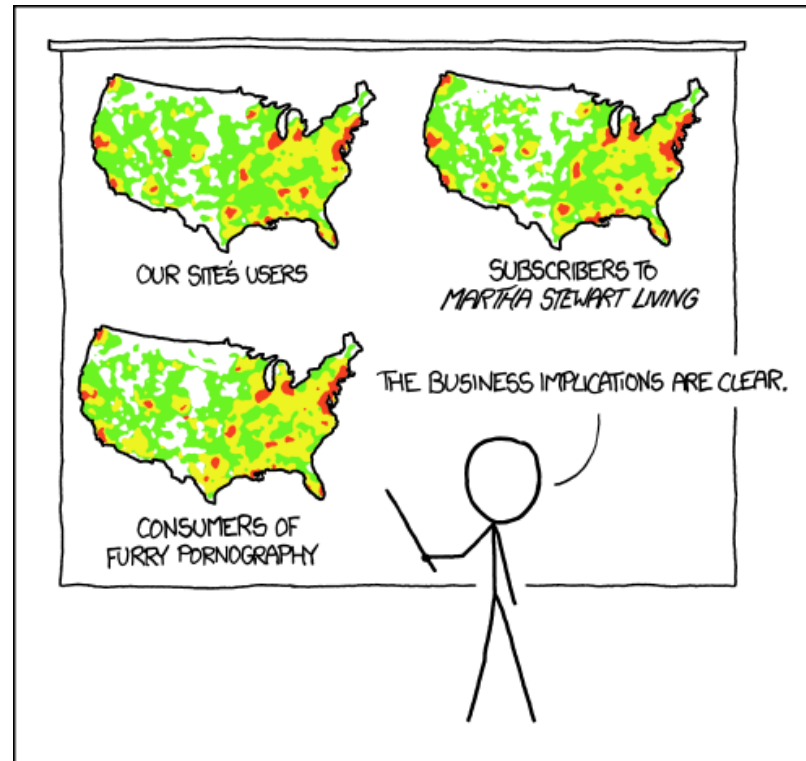 OUR SITE'S USERS
SUBSCRIBERS TO
MARTHA STEWART LIVING
CONSUMERS OF
FURRY PORNOGRAPHY
THE BUSINESS IMPLICATIONS ARE CLEAR.